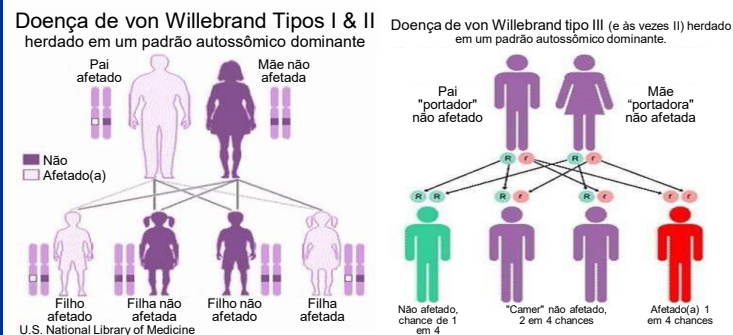 Doença de von Willebrand Tipos I & II
herdado em um padrão autossômico dominante
Pai
afetado
Mãe não
afetada
Não
Afetado(a)
Filho
afetado
Filha não
afetada
Filho não
afetado
Filha
afetada
U.S. National Library of Medicine
Doença de von Willebrand tipo III (e às vezes II) herdado
em um padrão autossômico dominante.
Pai
"portador"
não afetado
Mãe
“portadora”
não afetada
R r R r
R R R r R r r r
Não afetado,
chance de 1
em 4
"Camer" não afetado,
2 em 4 chances
Afetado(a) 1
em 4 chances